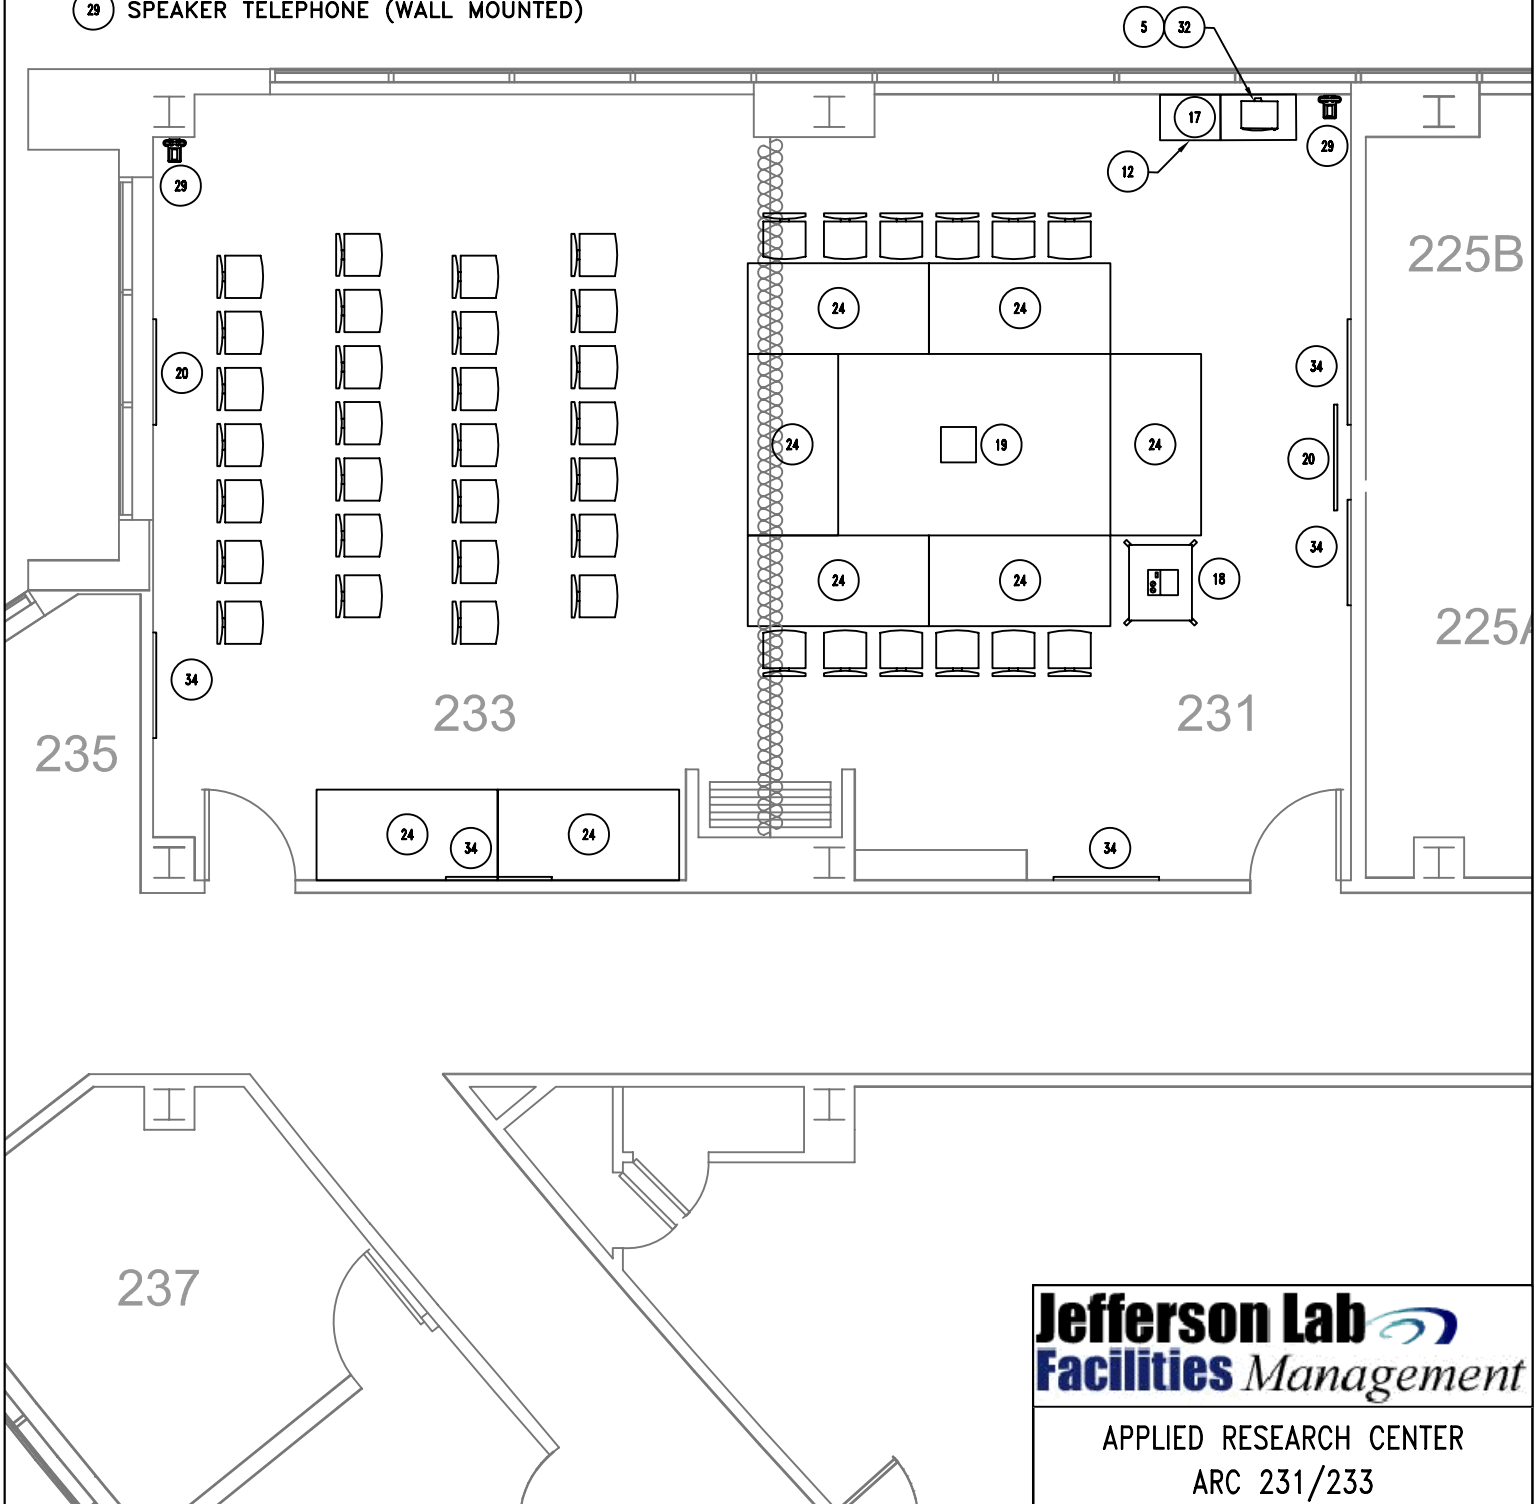 29 SPEAKER TELEPHONE (WALL MOUNTED)
5 32
17
29
12
29
225B
24 24
34
20
24 19 24
20
34
24 24 18
225A
34
233
231
235
24 34 24
34
237
Jefferson Lab
Facilities Management
APPLIED RESEARCH CENTER
ARC 231/233